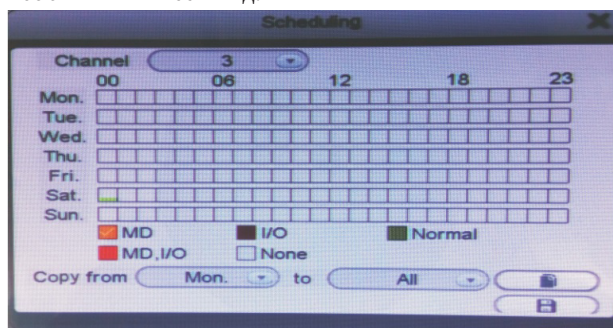 Scheduling
Channel 3
00 06 12 18 23
Mon.
Tue.
Wed.
Thu.
Fri.
Sat.
Sun.
MD I/O Normal
MD,I/O None
Copy from Mon. to All